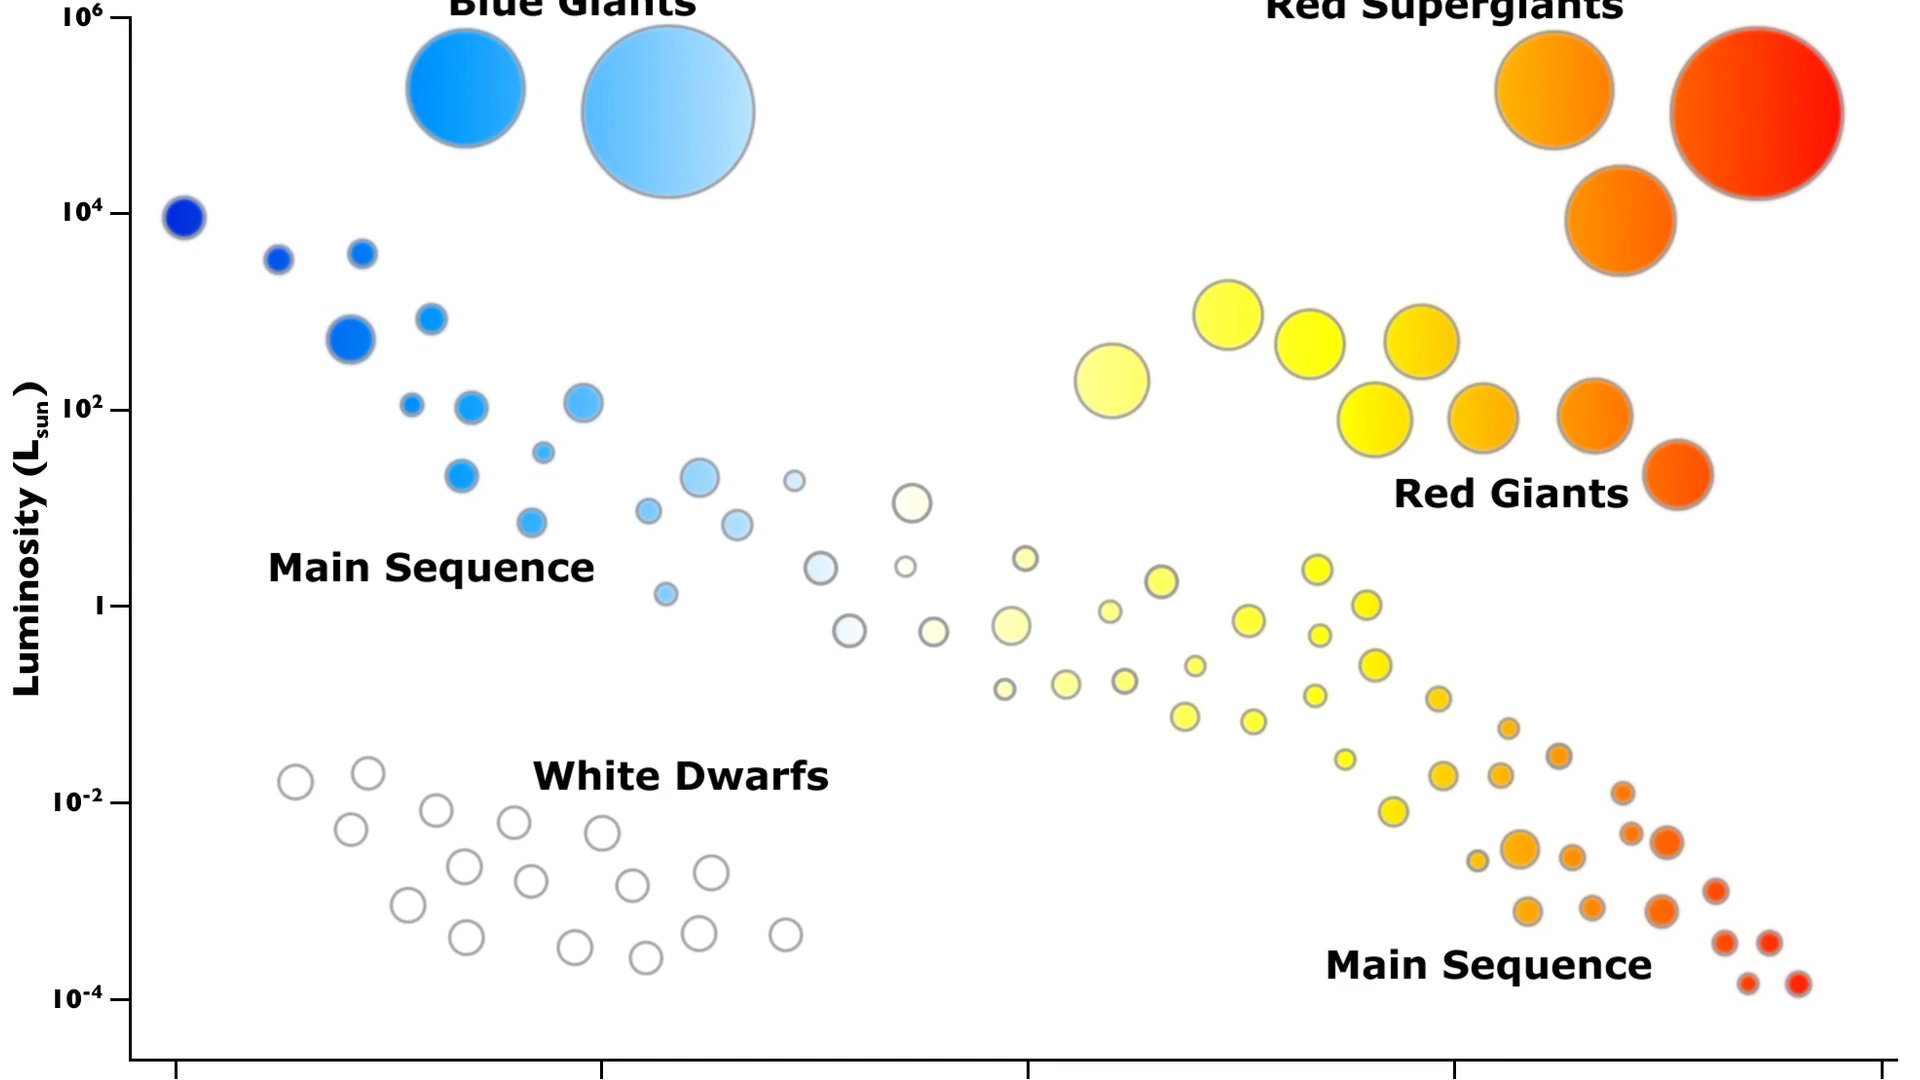 Blue Giants
Red Supergiants
10⁶
10⁴
10²
1
10⁻²
10⁻⁴
Luminosity (Lsun)
Red Giants
Main Sequence
White Dwarfs
Main Sequence